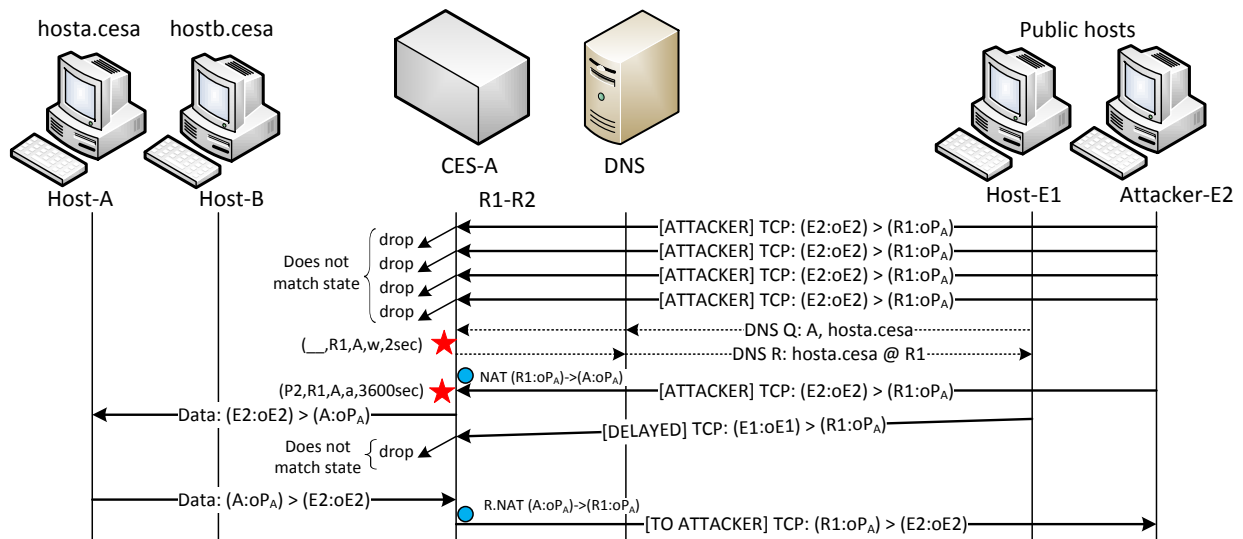 hosta.cesa
hostb.cesa
Public hosts
CES-A
DNS
Host-A
Host-B
R1-R2
Host-E1
Attacker-E2
[ATTACKER] TCP: (E2:oE2) > (R1:oPA)
drop
[ATTACKER] TCP: (E2:oE2) > (R1:oPA)
drop
Does not
match state
[ATTACKER] TCP: (E2:oE2) > (R1:oPA)
drop
[ATTACKER] TCP: (E2:oE2) > (R1:oPA)
drop
DNS Q: A, hosta.cesa
(__,R1,A,w,2sec)
DNS R: hosta.cesa @ R1
NAT (R1:oPA)->(A:oPA)
(P2,R1,A,a,3600sec)
[ATTACKER] TCP: (E2:oE2) > (R1:oPA)
Data: (E2:oE2) > (A:oPA)
[DELAYED] TCP: (E1:oE1) > (R1:oPA)
Does not
match state
drop
Data: (A:oPA) > (E2:oE2)
R.NAT (A:oPA)->(R1:oPA)
[TO ATTACKER] TCP: (R1:oPA) > (E2:oE2)